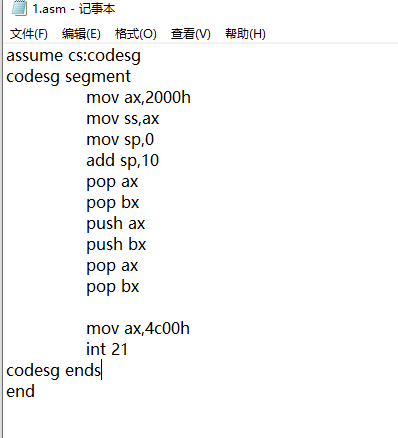 1.asm - 记事本
文件(F) 编辑(E) 格式(O) 查看(V) 帮助(H)
assume cs:codesg
codesg segment
mov ax,2000h
mov ss,ax
mov sp,0
add sp,10
pop ax
pop bx
push ax
push bx
pop ax
pop bx
mov ax,4c00h
int 21
codesg ends
end